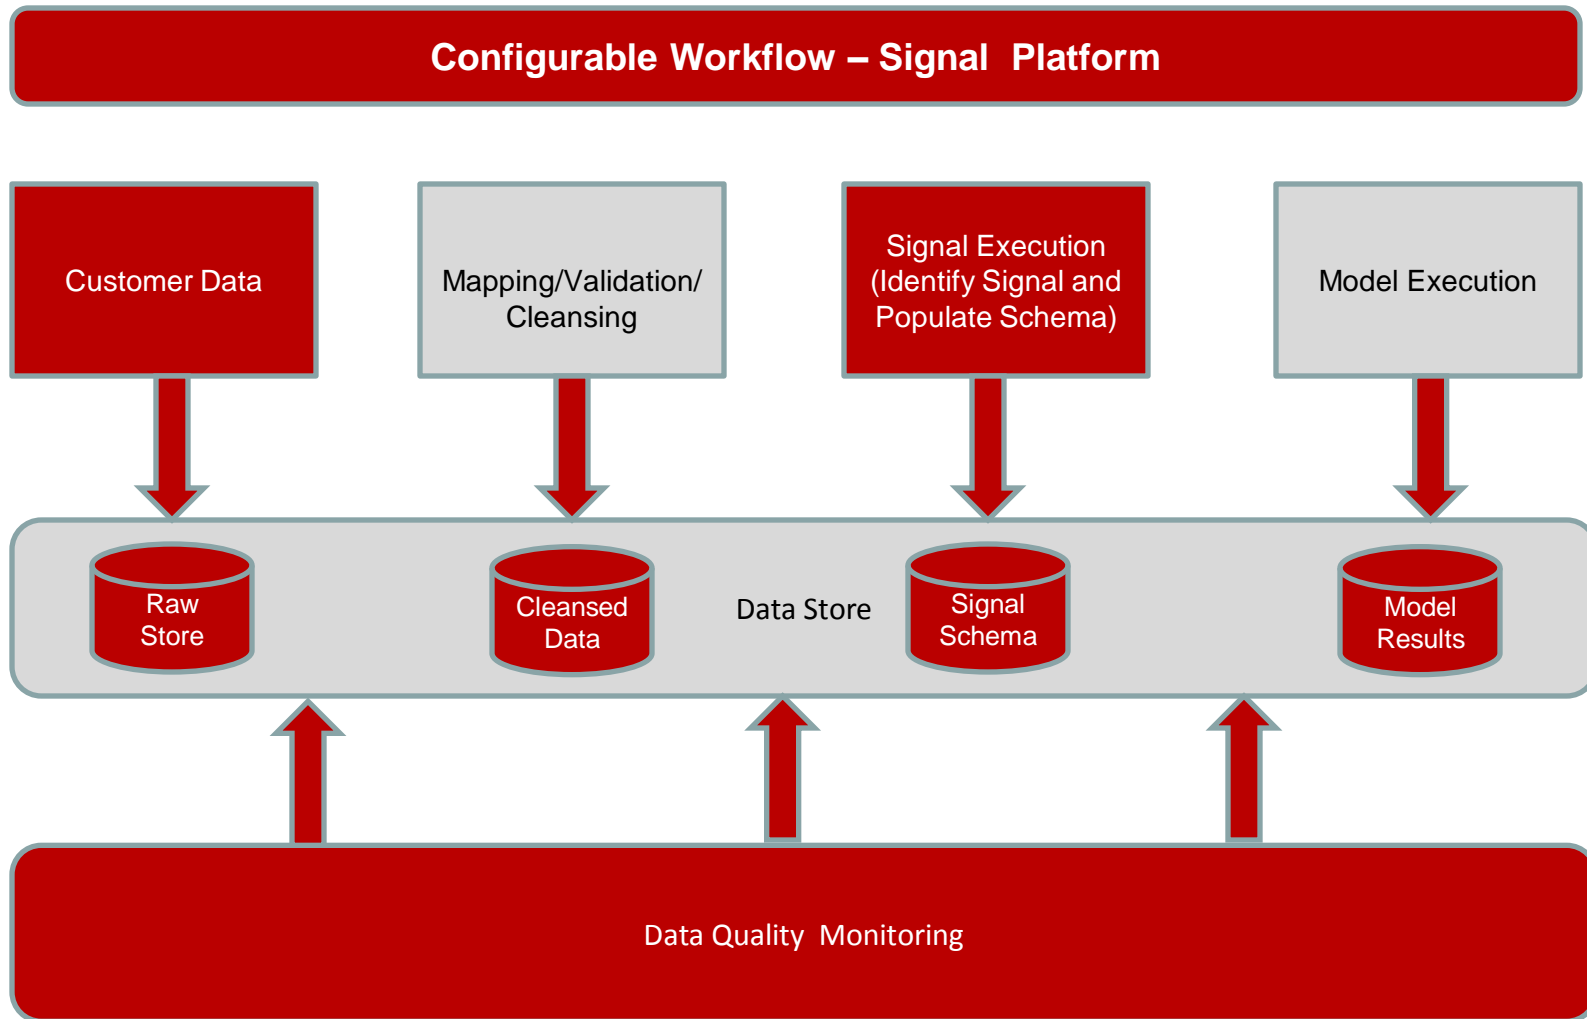 Configurable Workflow – Signal  Platform
Customer Data
Mapping/Validation/
Cleansing
Signal Execution
(Identify Signal and
Populate Schema)
Model Execution
Raw
Store
Cleansed
Data
Data Store
Signal
Schema
Model
Results
Data Quality  Monitoring